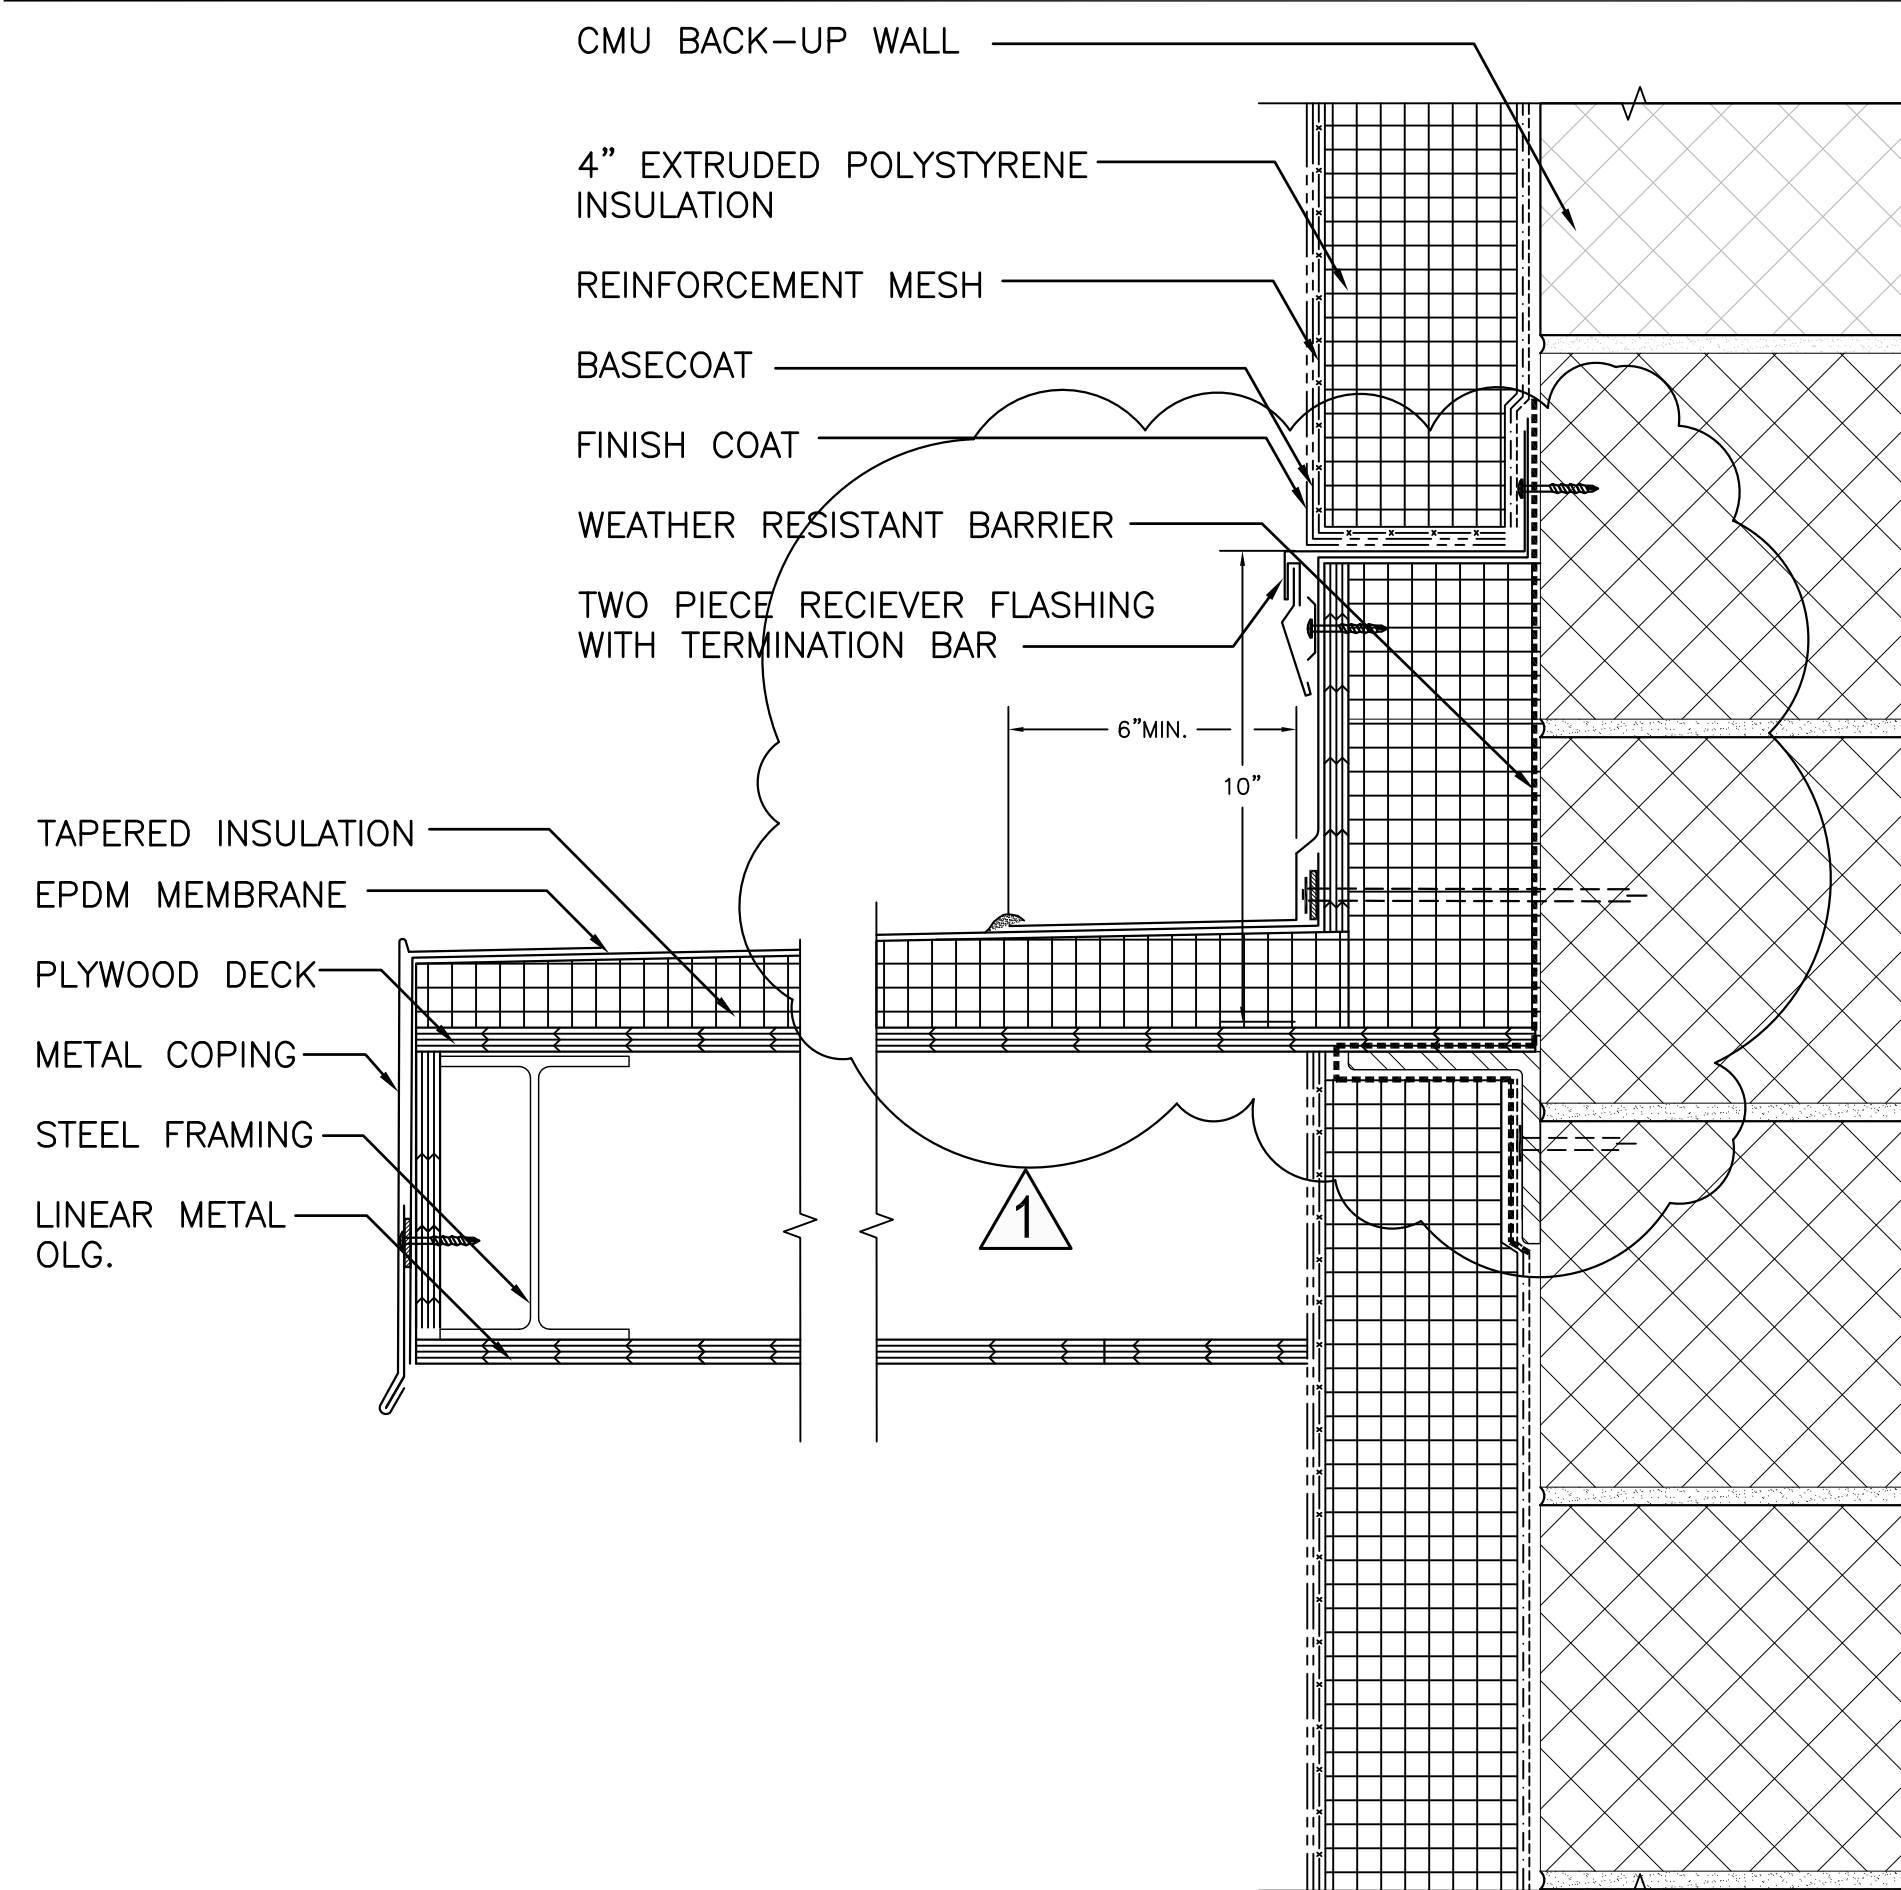 CMU BACK-UP WALL
4” EXTRUDED POLYSTYRENE
INSULATION
REINFORCEMENT MESH
BASECOAT
FINISH COAT
WEATHER RESISTANT BARRIER
TWO PIECE RECIEVER FLASHING
WITH TERMINATION BAR
6”MIN.
10”
TAPERED INSULATION
EPDM MEMBRANE
PLYWOOD DECK
METAL COPING
STEEL FRAMING
LINEAR METAL
OLG.
1